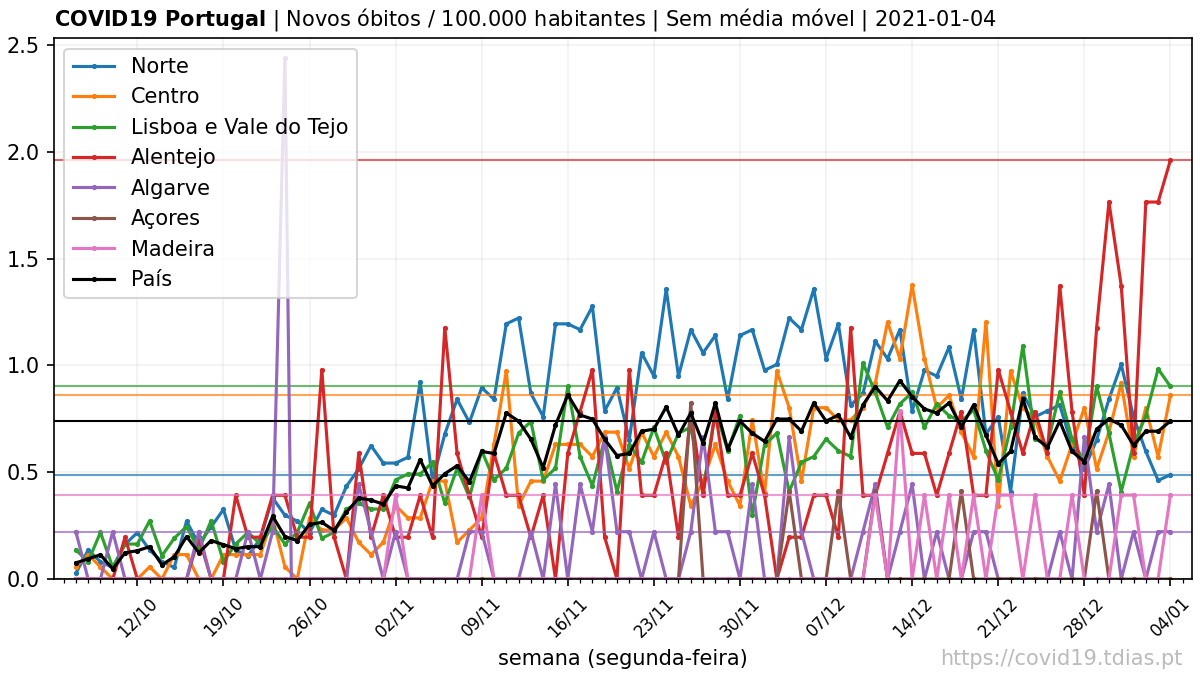 COVID19 Portugal | Novos óbitos / 100.000 habitantes | Sem média móvel | 2021-01-04
2.5
2.0
1.5
1.0
0.5
0.0
Norte
Centro
Lisboa e Vale do Tejo
Alentejo
Algarve
Açores
Madeira
País
12/10
19/10
26/10
02/11
09/11
16/11
23/11
30/11
07/12
14/12
21/12
28/12
04/01
semana (segunda-feira)
https://covid19.tdias.pt